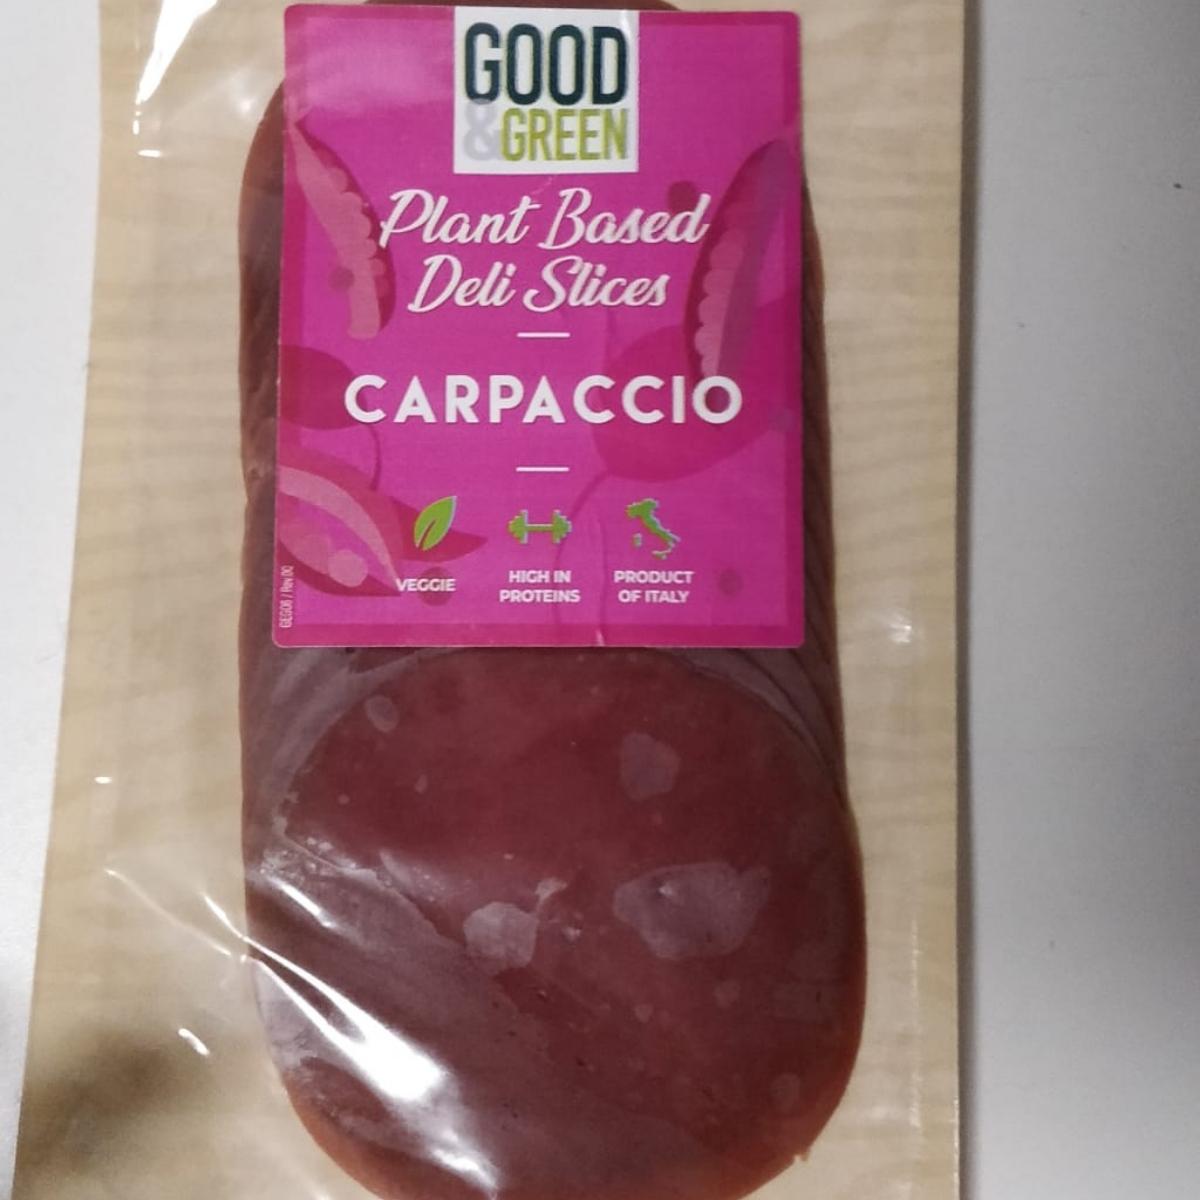 GOOD
&GREEN
Plant Based
Deli Slices
CARPACCIO
VEGGIE
HIGH IN
PROTEINS
PRODUCT
OF ITALY